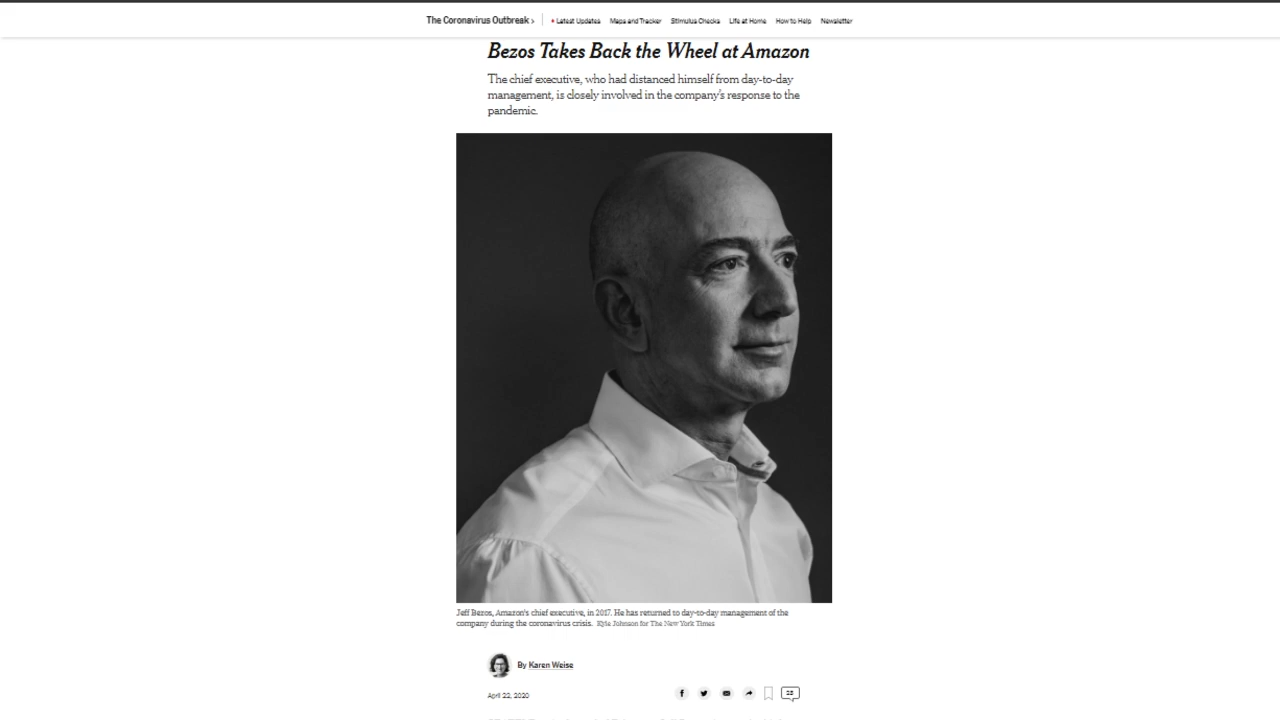 The Coronavirus Outbreak › Latest Updates Maps and Tracker Stimulus Checks Life at Home How to Help Newsletter
Bezos Takes Back the Wheel at Amazon
The chief executive, who had distanced himself from day-to-day
management, is closely involved in the company's response to the
pandemic.
Jeff Bezos, Amazon's chief executive, in 2017. He has returned to day-to-day management of the
company during the coronavirus crisis. Kyle Johnson for The New York Times
By Karen Weise
April 22, 2020